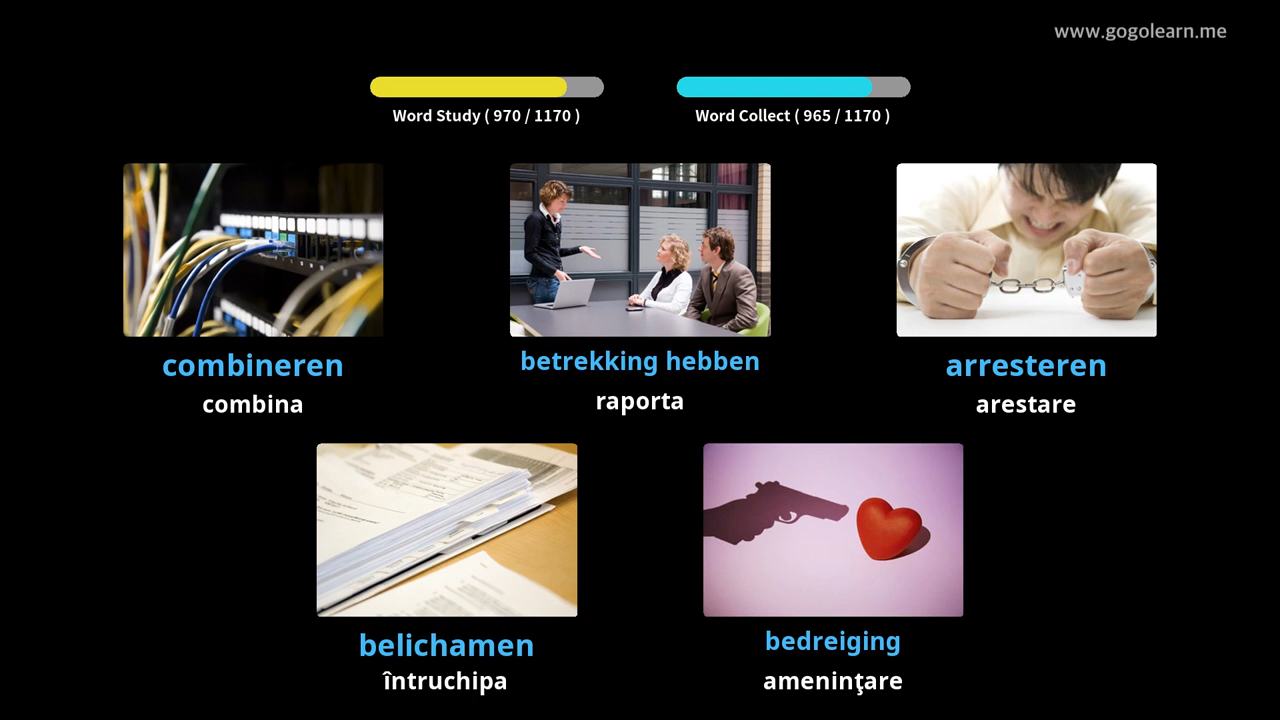 www.gogolearn.me
Word Study ( 970 / 1170 )
Word Collect ( 965 / 1170 )
combineren
betrekking hebben
arresteren
combina
raporta
arestare
belichamen
bedreiging
întruchipa
ameninţare